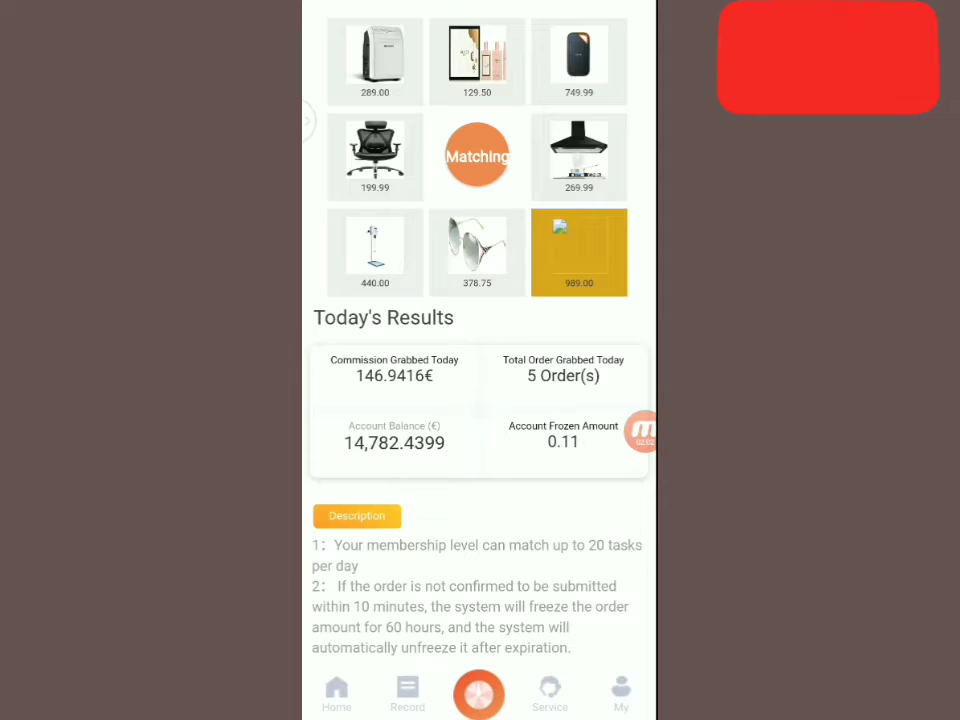 289.00
129.50
749.99
199.99
Matching
269.99
440.00
378.75
989.00
Today's Results
Commission Grabbed Today
Total Order Grabbed Today
146.9416€
5 Order(s)
Account Balance (€)
Account Frozen Amount
14,782.4399
0.11
02:02
Description
1：Your membership level can match up to 20 tasks
per day
2： If the order is not confirmed to be submitted
within 10 minutes, the system will freeze the order
amount for 60 hours, and the system will
automatically unfreeze it after expiration.
Home
Record
Service
My